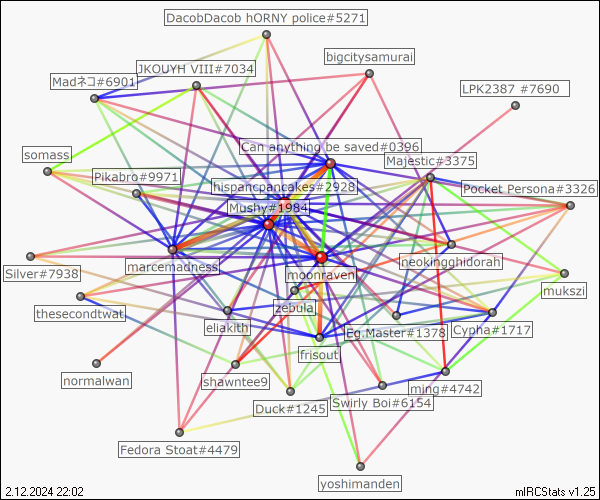 DacobDacob hORNY police#5271
bigcitysamurai
JKOUYH VIII#7034
Madネコ#6901
LPK2387 #7690
Can anything be saved#0396
somass
Majestic#3375
Pikabro#9971
hispancpancakes#2928
Pocket Persona#3326
Mushy#1984
marcemadness
neokingghidorah
Silver#7938
moonraven
mukszi
thesecondtwat
zebula
eliakith
Eg.Master#1378
Cypha#1717
frisout
normalwan
shawntee9
ming#4742
Duck#1245
Swirly Boi#6154
Fedora Stoat#4479
yoshimanden
2.12.2024 22:02
mIRCStats v1.25